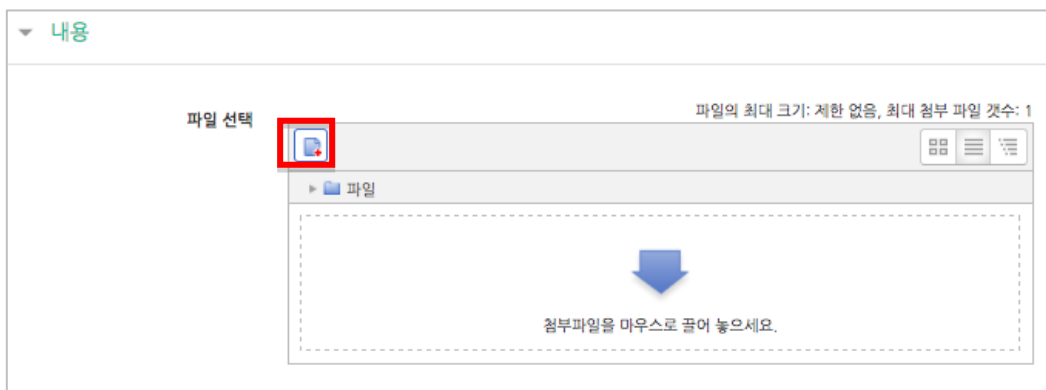 내용
파일의 최대 크기: 제한 없음, 최대 첨부 파일 갯수: 1
파일 선택
파일
첨부파일을 마우스로 끌어 놓으세요.